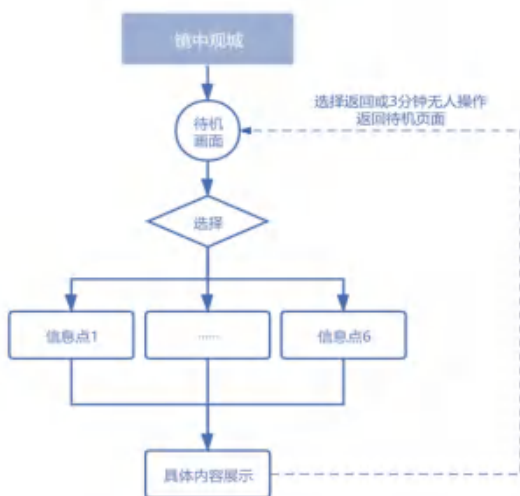 镜中观城
选择返回或3分钟无人操作
返回待机页面
待机
画面
选择
信息点1
……
信息点6
具体内容展示